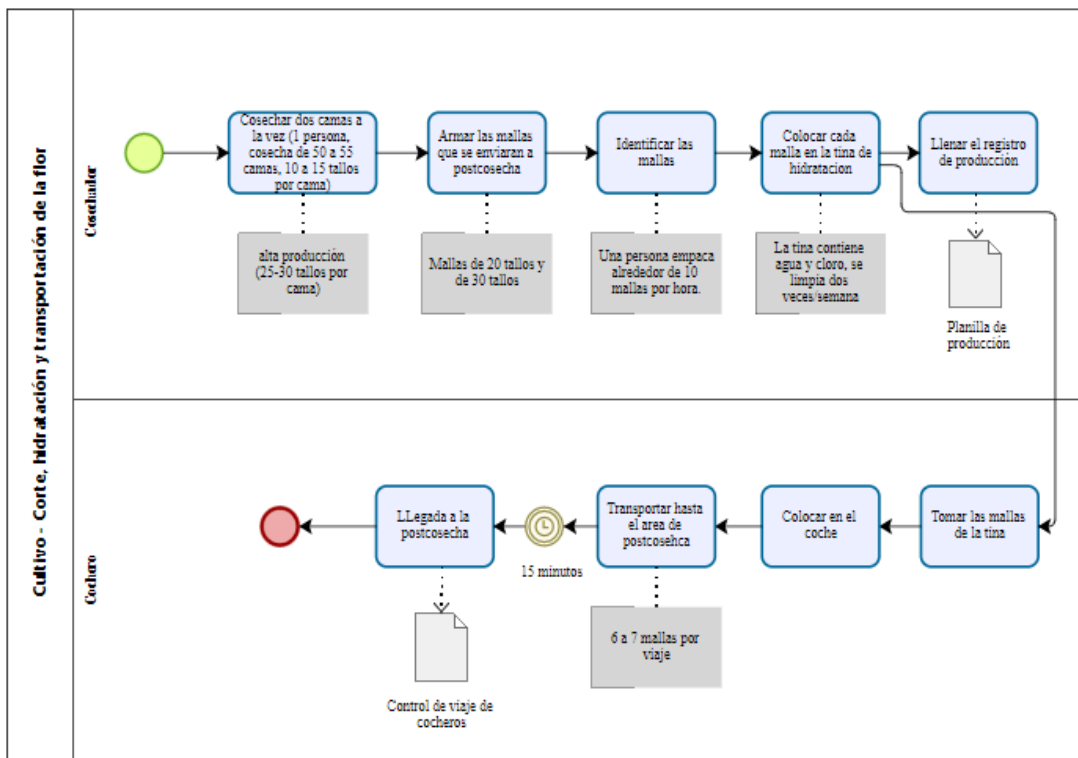 Cultivo - Corte, hidratación y transportación de la flor
Cosechador
Cosechar dos camas a
la vez (1 persona,
cosecha de 50 a 55
camas, 10 a 15 tallos
por cama)
Armar las mallas
que se enviaran a
postcosecha
Identificar las
mallas
Colocar cada
malla en la tina de
hidratacion
Llenar el registro
de producción
alta producción
(25-30 tallos por
cama)
Mallas de 20 tallos y
de 30 tallos
Una persona empaca
alrededor de 10
mallas por hora.
La tina contiene
agua y cloro, se
limpia dos
veces/semana
Planilla de
producción
Cochero
LLegada a la
postcosecha
15 minutos
Transportar hasta
el area de
postcosehca
Colocar en el
coche
Tomar las mallas
de la tina
6 a 7 mallas por
viaje
Control de viaje de
cocheros